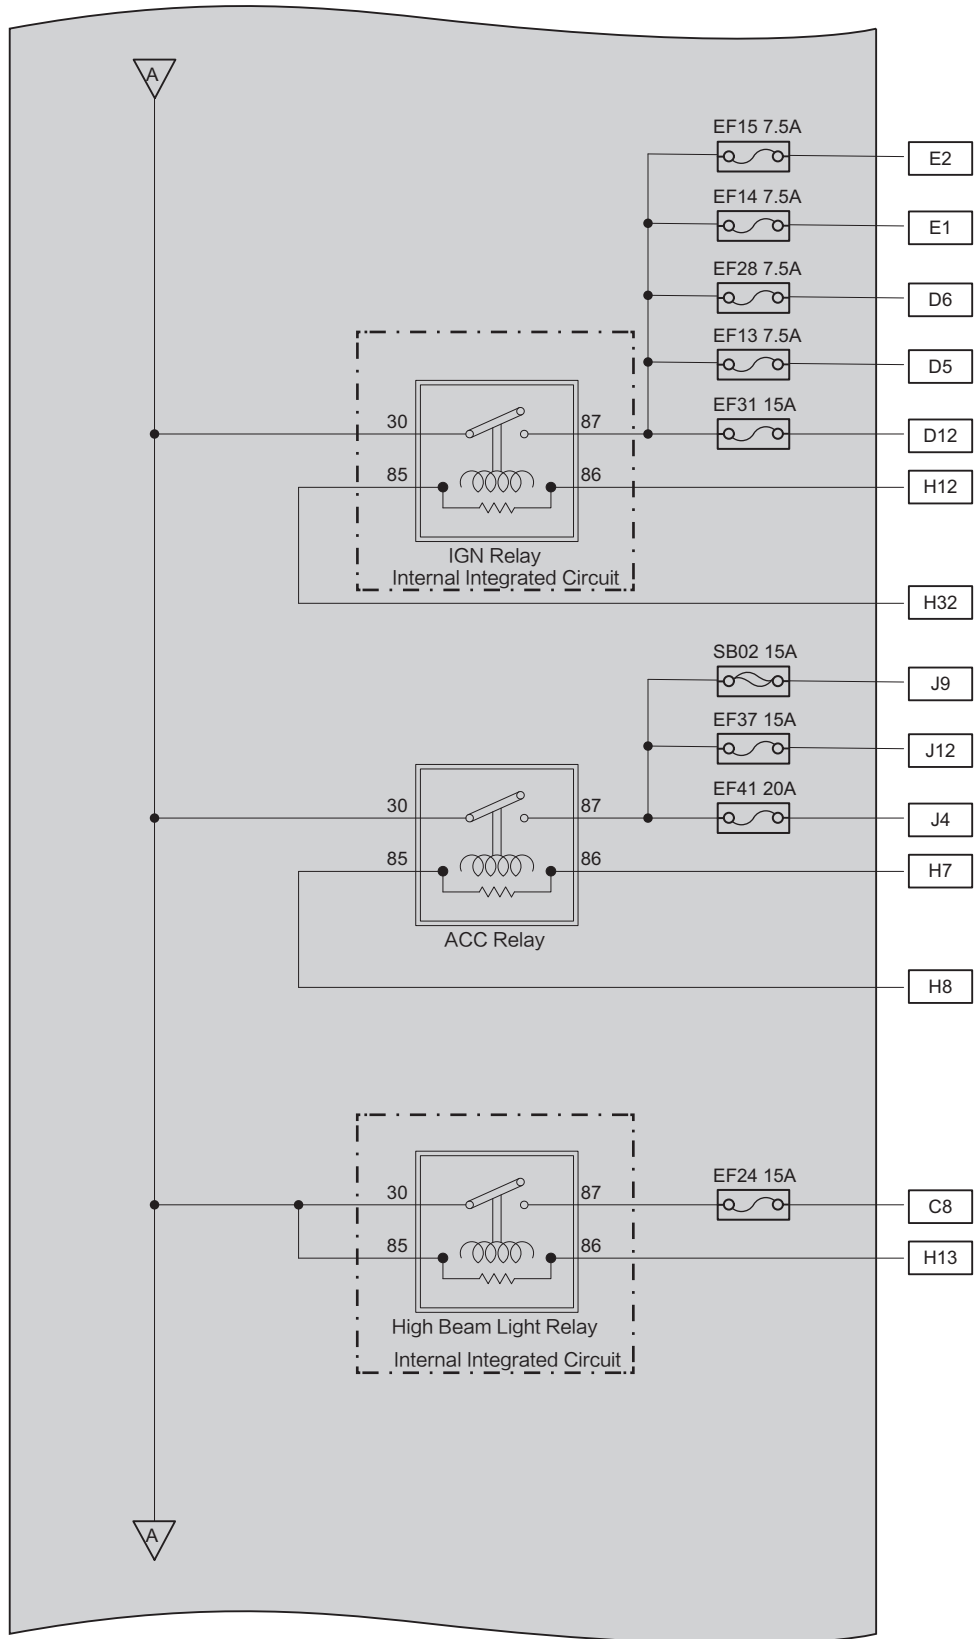 A
EF15 7.5A
E2
EF14 7.5A
E1
EF28 7.5A
D6
EF13 7.5A
D5
EF31 15A
30
87
D12
85
86
H12
IGN Relay
Internal Integrated Circuit
H32
SB02 15A
J9
EF37 15A
J12
EF41 20A
30
87
J4
85
86
H7
ACC Relay
H8
EF24 15A
30
87
C8
85
86
H13
High Beam Light Relay
Internal Integrated Circuit
A